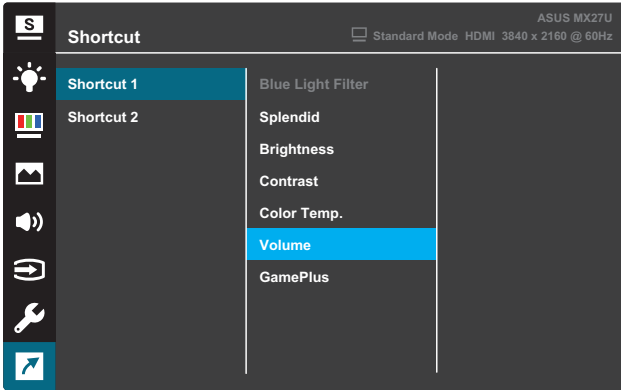 S
ASUS MX27U
Shortcut
Standard Mode HDMI 3840 x 2160 @ 60Hz
Shortcut 1
Shortcut 2
Blue Light Filter
Splendid
Brightness
Contrast
Color Temp.
Volume
GamePlus